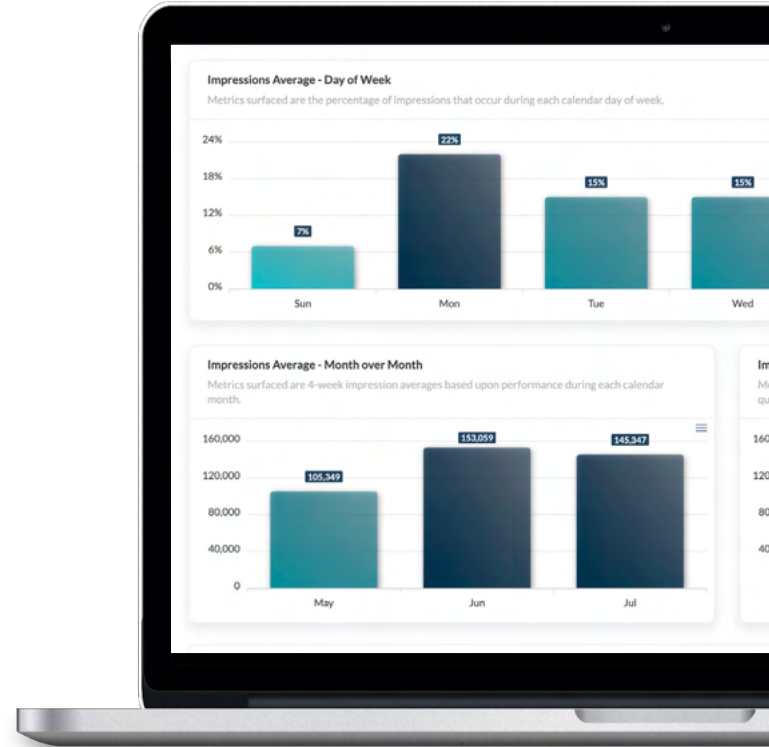 Impressions Average - Day of Week
Metrics surfaced are the percentage of impressions that occur during each calendar day of week.
24%
18%
12%
6%
0%
7%
22%
15%
15%
Sun
Mon
Tue
Wed
Impressions Average - Month over Month
Metrics surfaced are 4-week impression averages based upon performance during each calendar
month.
160,000
120,000
80,000
40,000
0
105,349
153,059
145,347
May
Jun
Jul